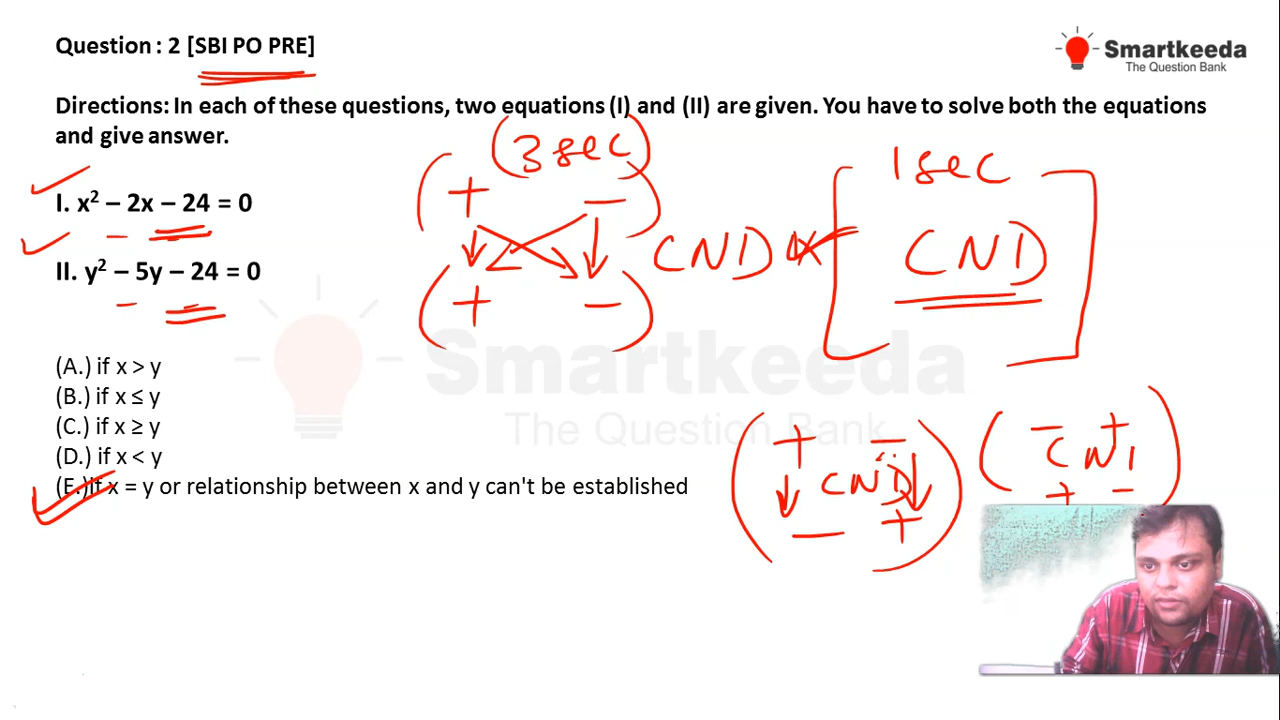 Question : 2 [SBI PO PRE]
Smartkeeda
The Question Bank
Directions: In each of these questions, two equations (I) and (II) are given. You have to solve both the equations
and give answer.
(3 sec)
1 sec
I. x² – 2x – 24 = 0
+ –
CND
CND
II. y² – 5y – 24 = 0
+ –
Smartkeeda
The Question Bank
(A.) if x > y
(B.) if x ≤ y
(C.) if x ≥ y
(D.) if x < y
(E.) if x = y or relationship between x and y can't be established
+ –
CND
– +
– +
CN
+ –